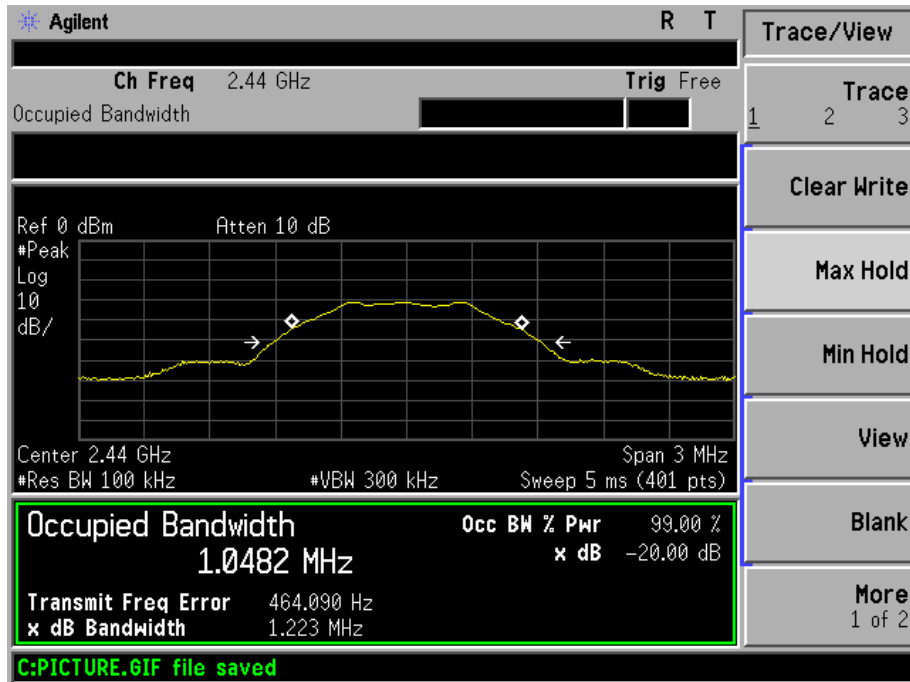 Agilent R T
Ch Freq 2.44 GHz Trig Free
Occupied Bandwidth
Ref 0 dBm Atten 10 dB
#Peak
Log
10
dB/
Center 2.44 GHz Span 3 MHz
#Res BW 100 kHz #VBW 300 kHz Sweep 5 ms (401 pts)
Occupied Bandwidth Occ BW % Pwr 99.00 %
1.0482 MHz x dB -20.00 dB
Transmit Freq Error 464.090 Hz
x dB Bandwidth 1.223 MHz
C:PICTURE.GIF file saved
Trace/View
Trace
1 2 3
Clear Write
Max Hold
Min Hold
View
Blank
More
1 of 2